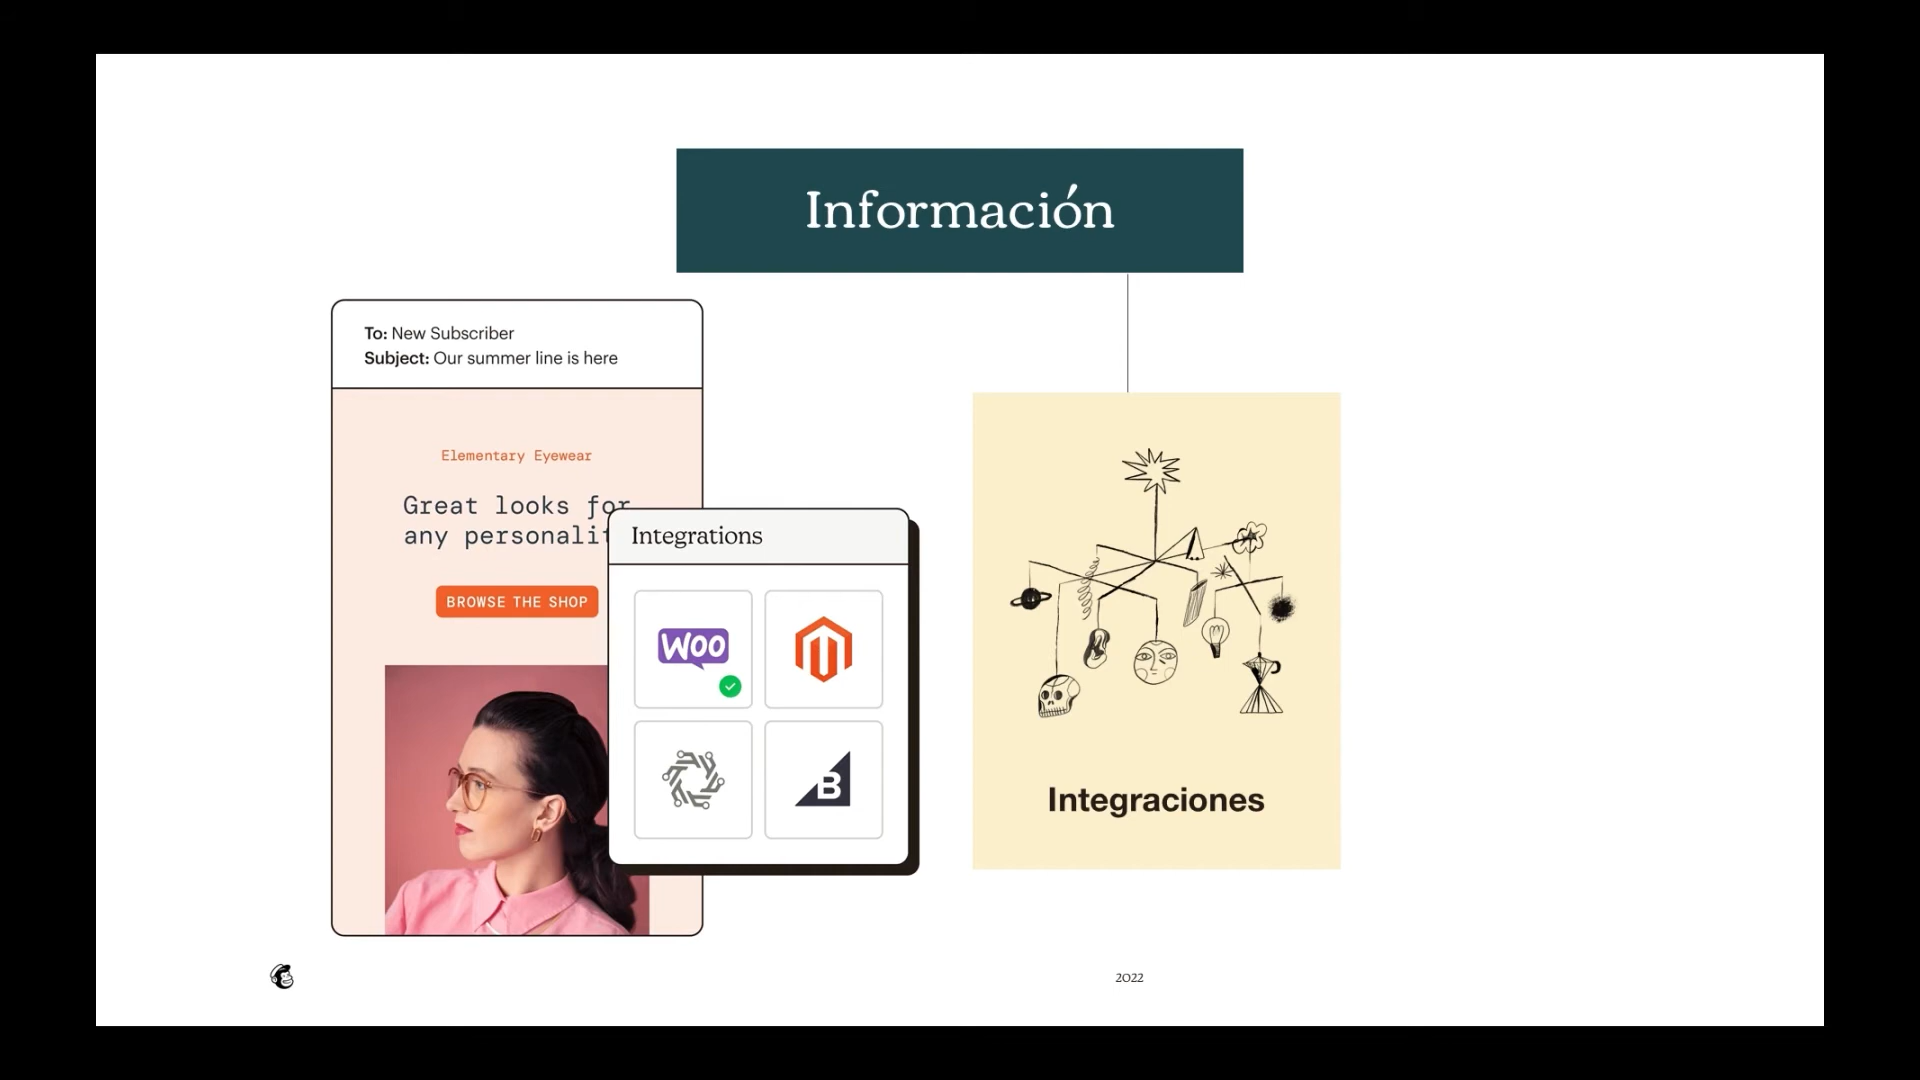 Información
To: New Subscriber
Subject: Our summer line is here
Elementary Eyewear
Great looks for
any personalit
BROWSE THE SHOP
Integrations
WOO
B
Integraciones
2022